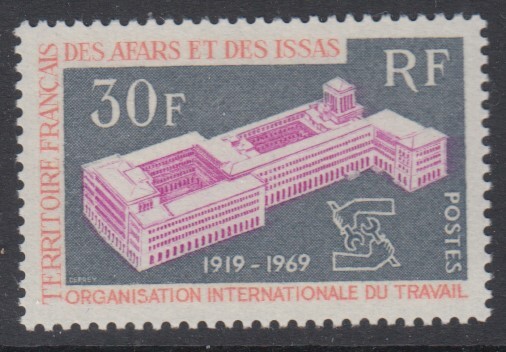 TERRITOIRE FRANÇAIS DES AFARS ET DES ISSAS
30F
RF
1919-1969
POSTES
ORGANISATION INTERNATIONALE DU TRAVAIL